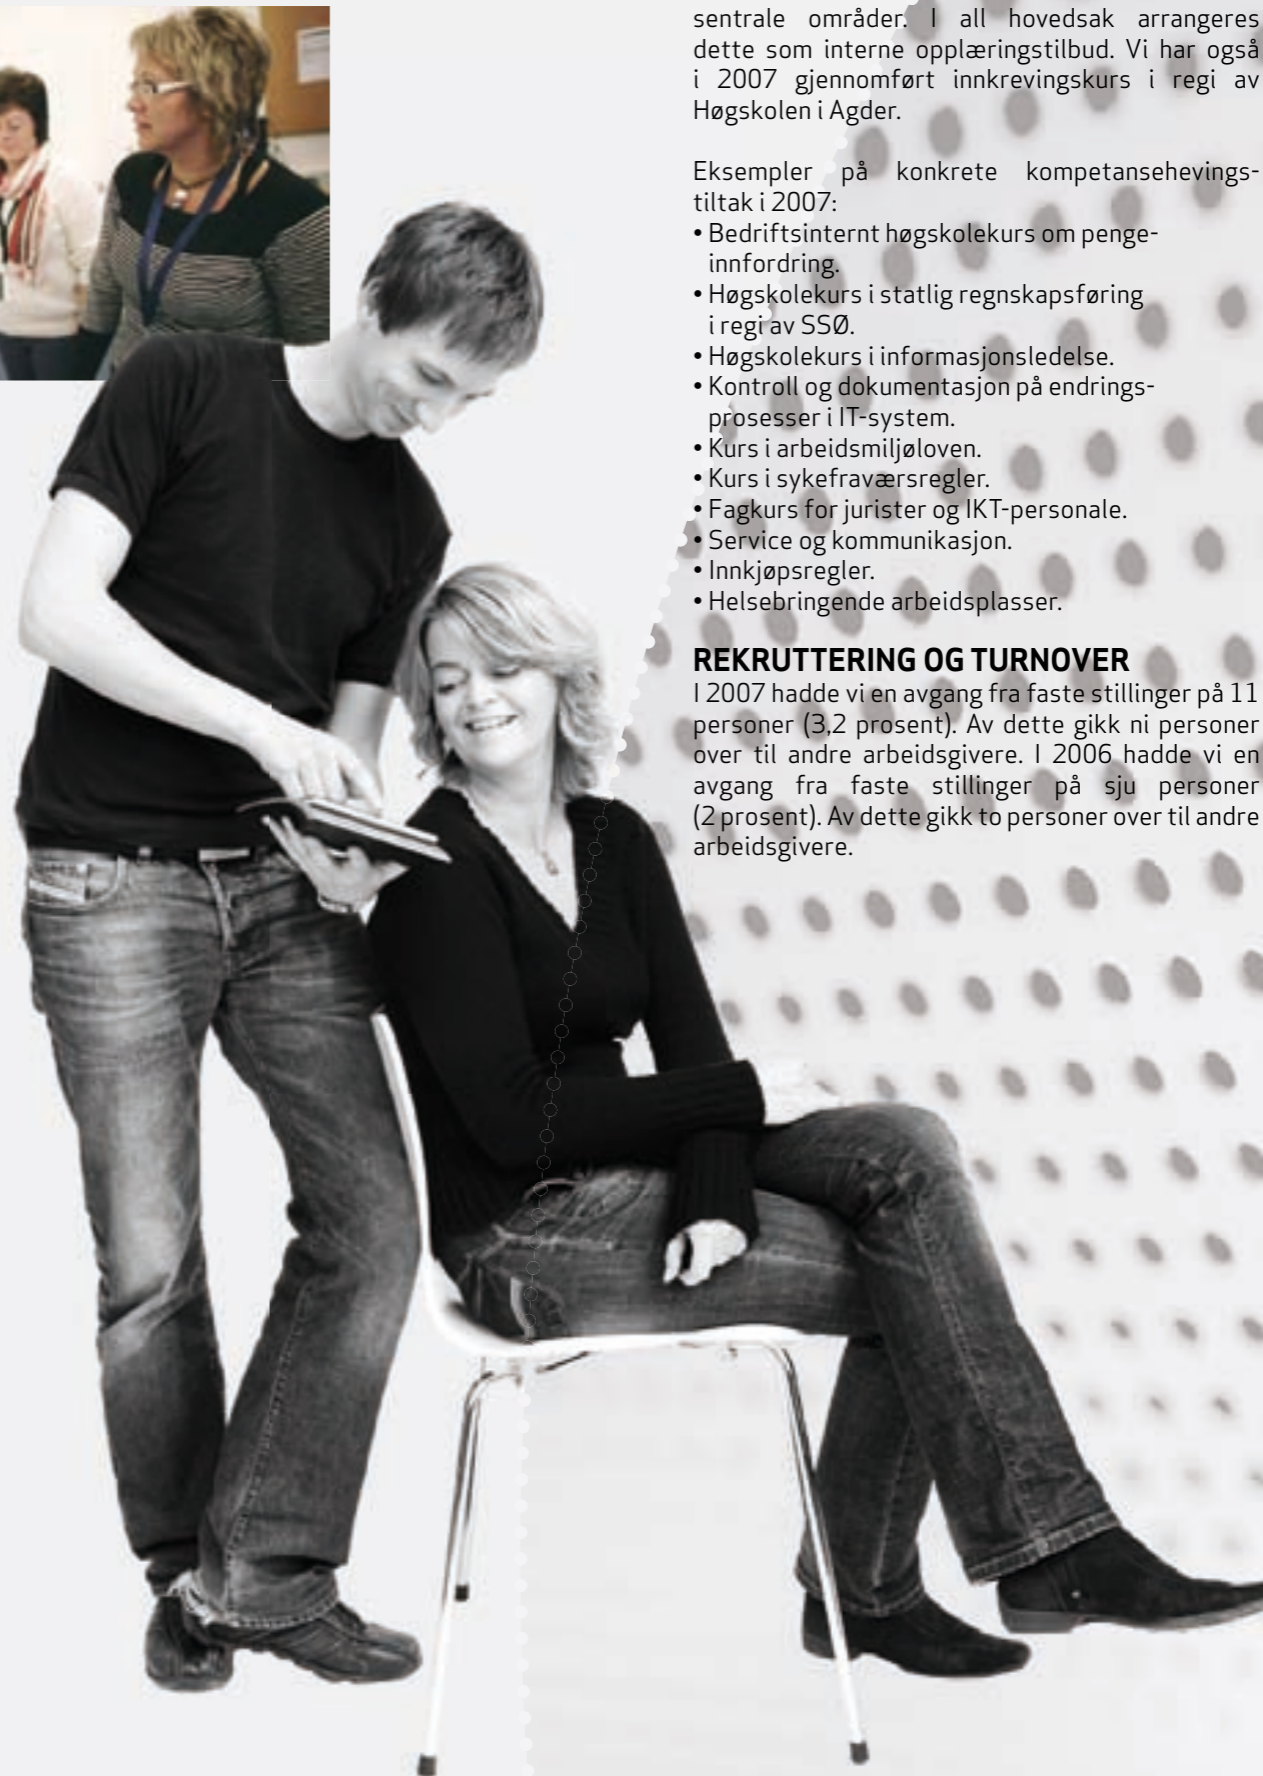 sentrale områder. I all hovedsak arrangeres
dette som interne opplæringstilbud. Vi har også
i 2007 gjennomført innkrevingskurs i regi av
Høgskolen i Agder.
Eksempler på konkrete kompetansehevings-
tiltak i 2007:
• Bedriftsinternt høgskolekurs om penge-
innfordring.
• Høgskolekurs i statlig regnskapsføring
i regi av SSØ.
• Høgskolekurs i informasjonsledelse.
• Kontroll og dokumentasjon på endrings-
prosesser i IT-system.
• Kurs i arbeidsmiljøloven.
• Kurs i sykefraværsregler.
• Fagkurs for jurister og IKT-personale.
• Service og kommunikasjon.
• Innkjøpsregler.
• Helsebringende arbeidsplasser.
REKRUTTERING OG TURNOVER
I 2007 hadde vi en avgang fra faste stillinger på 11
personer (3,2 prosent). Av dette gikk ni personer
over til andre arbeidsgivere. I 2006 hadde vi en
avgang fra faste stillinger på sju personer
(2 prosent). Av dette gikk to personer over til andre
arbeidsgivere.